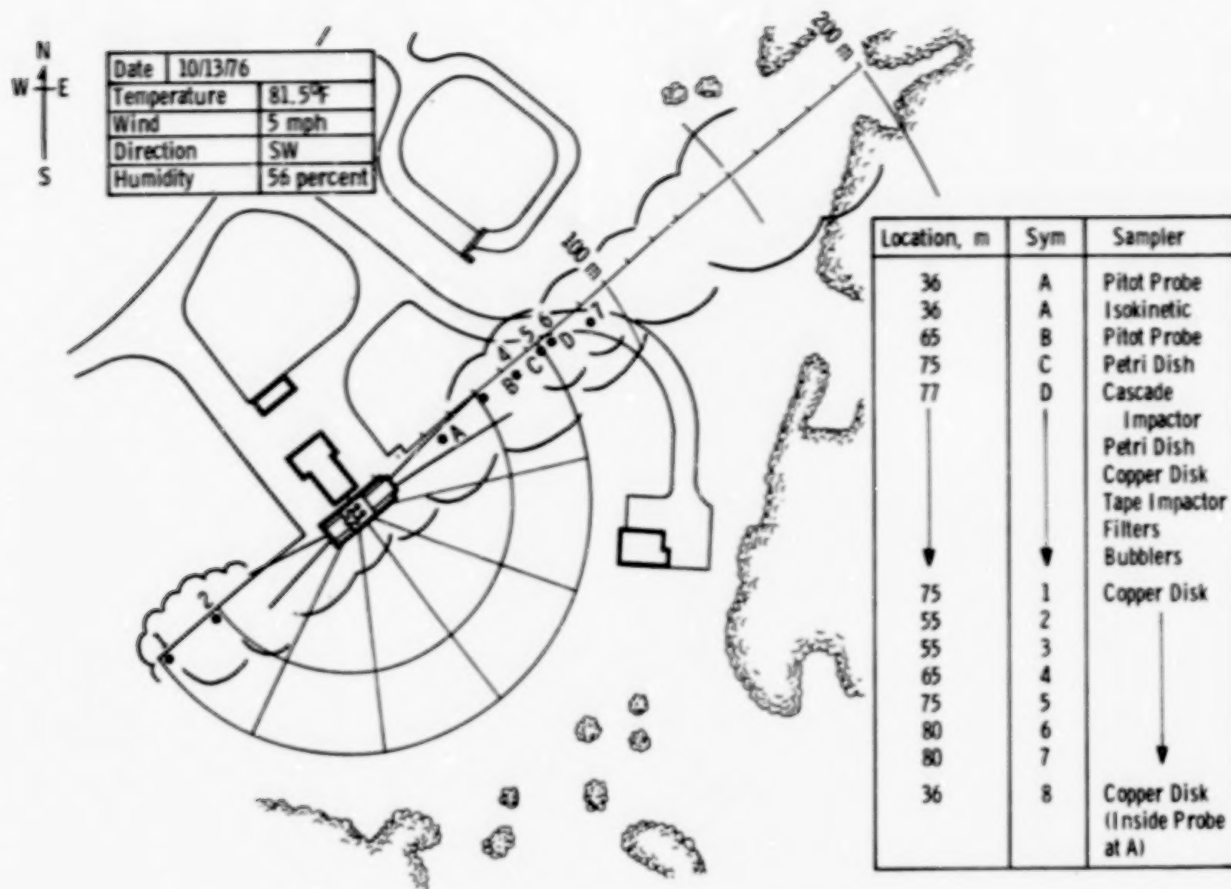 N
W E
S
Date 10/13/76
Temperature 81.5°F
Wind 5 mph
Direction SW
Humidity 56 percent
200 m
100 m
7
6
5
4
D
C
B
A
2
1
Location, m Sym Sampler
36 A Pitot Probe
36 A Isokinetic
65 B Pitot Probe
75 C Petri Dish
77 D Cascade
Impactor
Petri Dish
Copper Disk
Tape Impactor
Filters
Bubblers
75 1 Copper Disk
55 2
55 3
65 4
75 5
80 6
80 7
36 8 Copper Disk
(Inside Probe
at A)